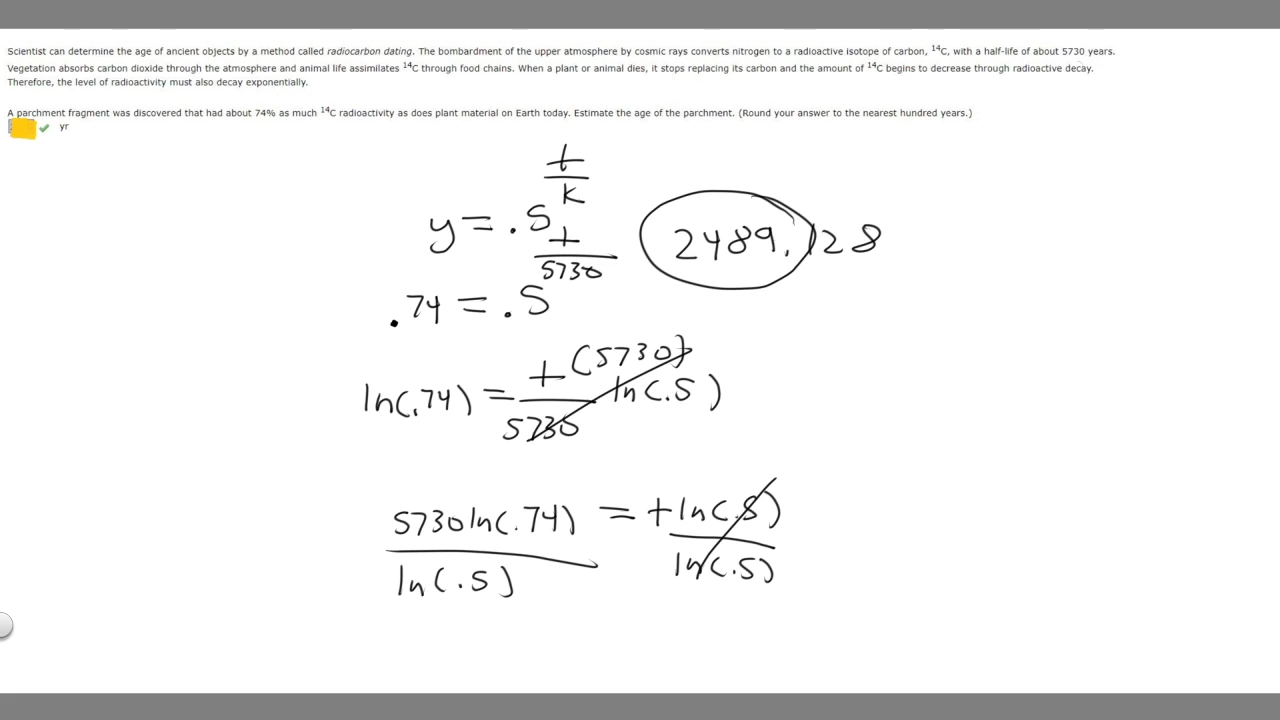 Scientist can determine the age of ancient objects by a method called radiocarbon dating. The bombardment of the upper atmosphere by cosmic rays converts nitrogen to a radioactive isotope of carbon, ¹⁴C, with a half-life of about 5730 years.
Vegetation absorbs carbon dioxide through the atmosphere and animal life assimilates ¹⁴C through food chains. When a plant or animal dies, it stops replacing its carbon and the amount of ¹⁴C begins to decrease through radioactive decay.
Therefore, the level of radioactivity must also decay exponentially.
A parchment fragment was discovered that had about 74% as much ¹⁴C radioactivity as does plant material on Earth today. Estimate the age of the parchment. (Round your answer to the nearest hundred years.)
yr
t
k
y = .5
2489.128
t
5730
.74 = .5
t (5730)
ln(.74) = ln(.5)
5730
5730ln(.74) = t ln(.5)
ln(.5) ln(.5)